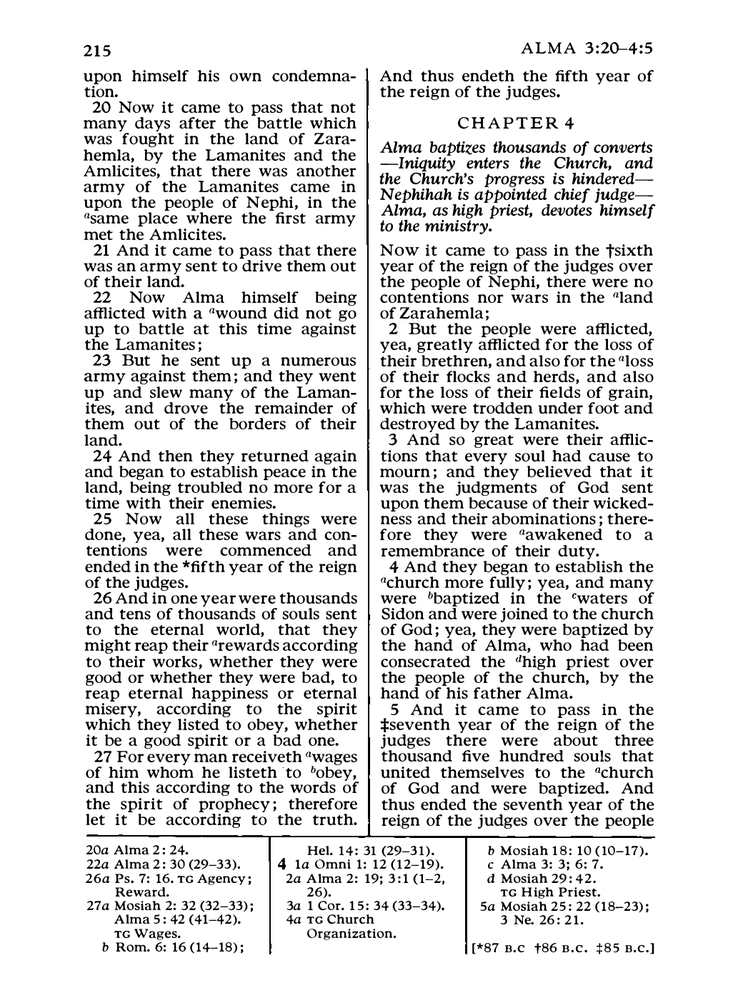 215
ALMA 3:20–4:5
upon himself his own condemna-
tion.
20 Now it came to pass that not
many days after the battle which
was fought in the land of Zara-
hemla, by the Lamanites and the
Amlicites, that there was another
army of the Lamanites came in
upon the people of Nephi, in the
asame place where the first army
met the Amlicites.
21 And it came to pass that there
was an army sent to drive them out
of their land.
22 Now Alma himself being
afflicted with a awound did not go
up to battle at this time against
the Lamanites;
23 But he sent up a numerous
army against them; and they went
up and slew many of the Laman-
ites, and drove the remainder of
them out of the borders of their
land.
24 And then they returned again
and began to establish peace in the
land, being troubled no more for a
time with their enemies.
25 Now all these things were
done, yea, all these wars and con-
tentions were commenced and
ended in the *fifth year of the reign
of the judges.
26 And in one year were thousands
and tens of thousands of souls sent
to the eternal world, that they
might reap their arewards according
to their works, whether they were
good or whether they were bad, to
reap eternal happiness or eternal
misery, according to the spirit
which they listed to obey, whether
it be a good spirit or a bad one.
27 For every man receiveth awages
of him whom he listeth to bobey,
and this according to the words of
the spirit of prophecy; therefore
let it be according to the truth.
And thus endeth the fifth year of
the reign of the judges.
CHAPTER 4
Alma baptizes thousands of converts
—Iniquity enters the Church, and
the Church's progress is hindered—
Nephihah is appointed chief judge—
Alma, as high priest, devotes himself
to the ministry.
Now it came to pass in the †sixth
year of the reign of the judges over
the people of Nephi, there were no
contentions nor wars in the aland
of Zarahemla;
2 But the people were afflicted,
yea, greatly afflicted for the loss of
their brethren, and also for the aloss
of their flocks and herds, and also
for the loss of their fields of grain,
which were trodden under foot and
destroyed by the Lamanites.
3 And so great were their afflic-
tions that every soul had cause to
mourn; and they believed that it
was the judgments of God sent
upon them because of their wicked-
ness and their abominations; there-
fore they were aawakened to a
remembrance of their duty.
4 And they began to establish the
achurch more fully; yea, and many
were bbaptized in the cwaters of
Sidon and were joined to the church
of God; yea, they were baptized by
the hand of Alma, who had been
consecrated the dhigh priest over
the people of the church, by the
hand of his father Alma.
5 And it came to pass in the
‡seventh year of the reign of the
judges there were about three
thousand five hundred souls that
united themselves to the achurch
of God and were baptized. And
thus ended the seventh year of the
reign of the judges over the people
20a Alma 2: 24.
22a Alma 2: 30 (29–33).
26a Ps. 7: 16. TG Agency;
Reward.
27a Mosiah 2: 32 (32–33);
Alma 5: 42 (41–42).
TG Wages.
b Rom. 6: 16 (14–18);
Hel. 14: 31 (29–31).
4 1a Omni 1: 12 (12–19).
2a Alma 2: 19; 3:1 (1–2,
26).
3a 1 Cor. 15: 34 (33–34).
4a TG Church
Organization.
b Mosiah 18: 10 (10–17).
c Alma 3: 3; 6: 7.
d Mosiah 29: 42.
TG High Priest.
5a Mosiah 25: 22 (18–23);
3 Ne. 26: 21.
[*87 B.C †86 B.C. ‡85 B.C.]